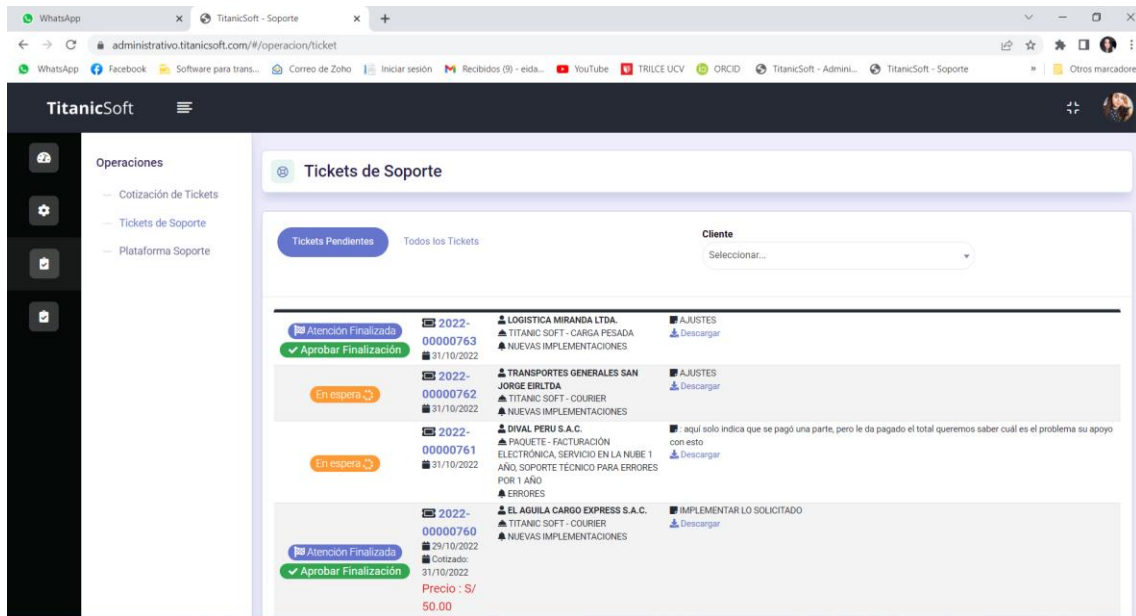 WhatsApp
TitanicSoft - Soporte
administrativo.titanicsoft.com/#/operacion/ticket
WhatsApp
Facebook
Software para trans...
Correo de Zoho
Iniciar sesión
Recibidos (9) - eida...
YouTube
TRILCE UCV
ORCID
TitanicSoft - Admini...
TitanicSoft - Soporte
»
Otros marcadore
TitanicSoft
Operaciones
Cotización de Tickets
Tickets de Soporte
Plataforma Soporte
Tickets de Soporte
Tickets Pendientes
Todos los Tickets
Cliente
Seleccionar...
Atención Finalizada
Aprobar Finalización
2022-
00000763
31/10/2022
LOGISTICA MIRANDA LTDA.
TITANIC SOFT - CARGA PESADA
NUEVAS IMPLEMENTACIONES
AJUSTES
Descargar
En espera
2022-
00000762
31/10/2022
TRANSPORTES GENERALES SAN
JORGE EIRLTDA
TITANIC SOFT - COURIER
NUEVAS IMPLEMENTACIONES
AJUSTES
Descargar
En espera
2022-
00000761
31/10/2022
DIVAL PERU S.A.C.
PAQUETE - FACTURACIÓN
ELECTRÓNICA, SERVICIO EN LA NUBE 1
AÑO, SOPORTE TÉCNICO PARA ERRORES
POR 1 AÑO
ERRORES
: aquí solo indica que se pagó una parte, pero le da pagado el total queremos saber cuál es el problema su apoyo
con esto
Descargar
Atención Finalizada
Aprobar Finalización
2022-
00000760
29/10/2022
Cotizado:
31/10/2022
Precio : S/
50.00
EL AGUILA CARGO EXPRESS S.A.C.
TITANIC SOFT - COURIER
NUEVAS IMPLEMENTACIONES
IMPLEMENTAR LO SOLICITADO
Descargar